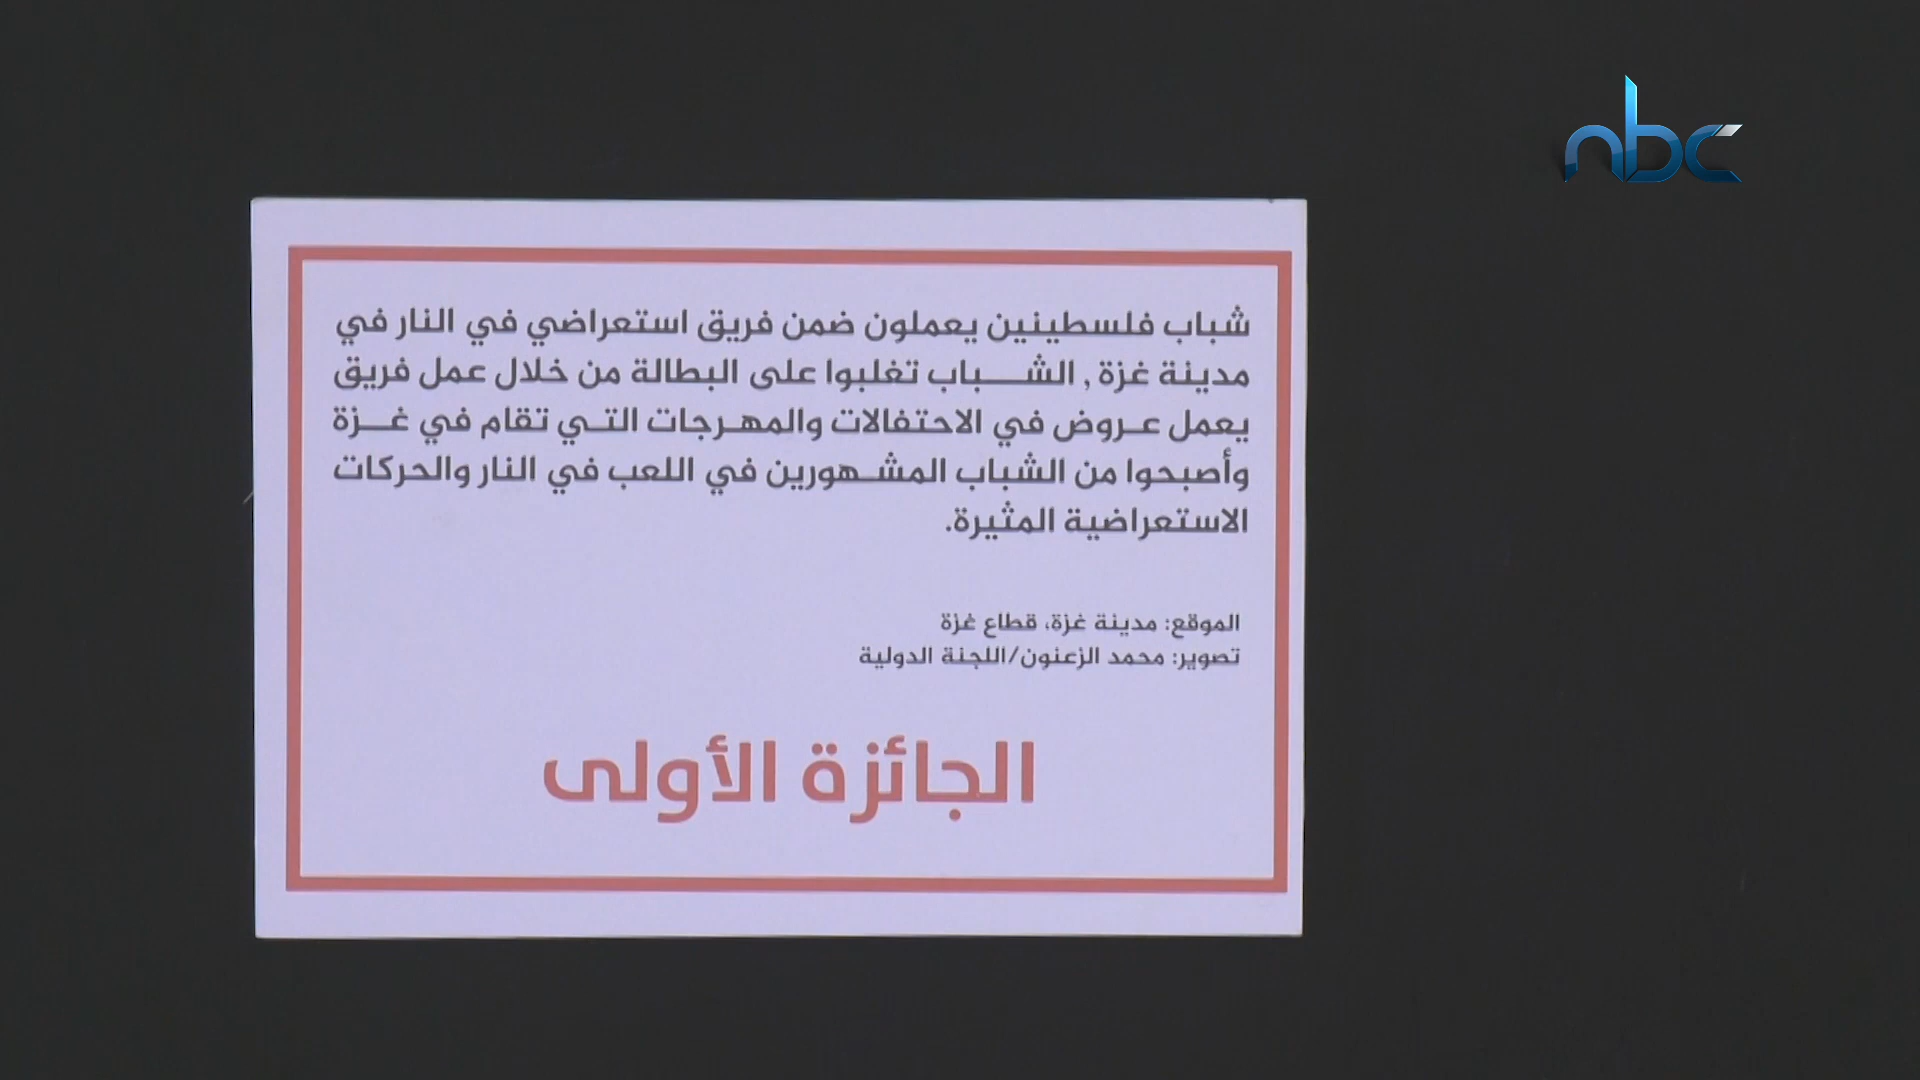 nbc
شباب فلسطينين يعملون ضمن فريق استعراضي في النار في
مدينة غزة , الشـــباب تغلبوا على البطالة من خلال عمل فريق
يعمل عـروض في الاحتفالات والمهـرجات التـي تقام في غـــزة
وأصبحوا من الشباب المشـهورين في اللعب في النار والحركات
الاستعراضية المثيرة.
الموقع: مدينة غزة، قطاع غزة
تصوير: محمد الزعنون/اللجنة الدولية
الجائزة الأولى